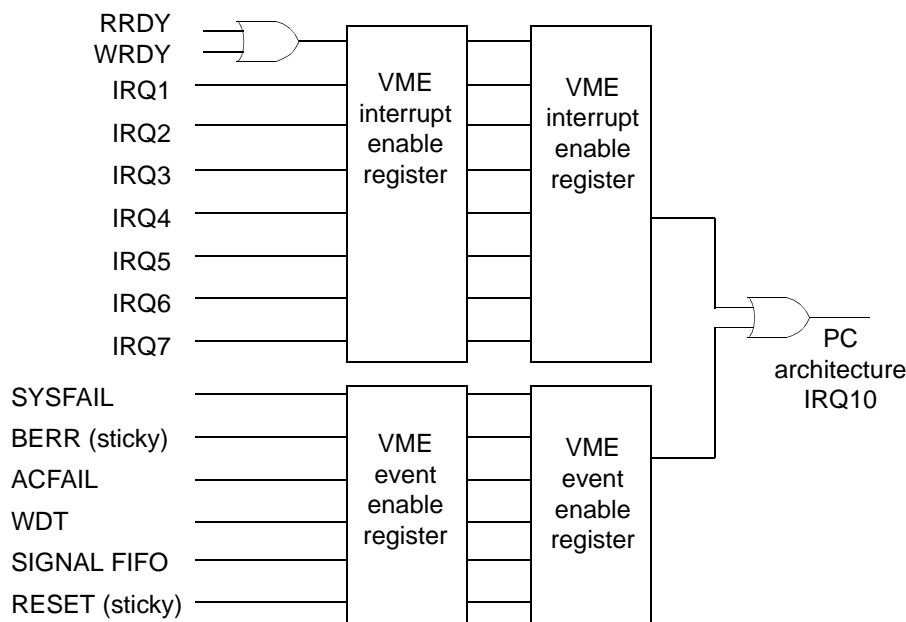 RRDY
WRDY
IRQ1
IRQ2
IRQ3
IRQ4
IRQ5
IRQ6
IRQ7
VME
interrupt
enable
register
VME
interrupt
enable
register
PC
architecture
IRQ10
SYSFAIL
BERR (sticky)
ACFAIL
WDT
SIGNAL FIFO
RESET (sticky)
VME
event
enable
register
VME
event
enable
register